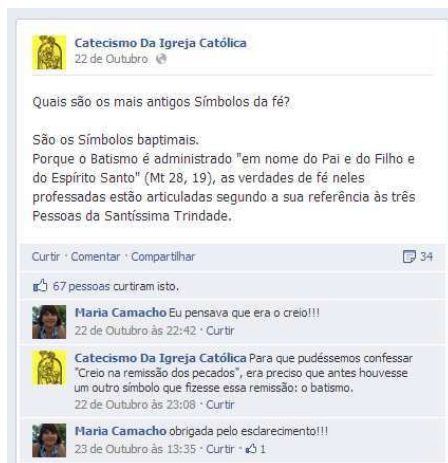 Catecismo Da Igreja Católica
22 de Outubro
Quais são os mais antigos Símbolos da fé?
São os Símbolos baptimais.
Porque o Batismo é administrado "em nome do Pai e do Filho e
do Espírito Santo" (Mt 28, 19), as verdades de fé neles
professadas estão articuladas segundo a sua referência às três
Pessoas da Santíssima Trindade.
Curtir · Comentar · Compartilhar 34
67 pessoas curtiram isto.
Maria Camacho Eu pensava que era o creio!!!
22 de Outubro às 22:42 · Curtir
Catecismo Da Igreja Católica Para que pudéssemos confessar
"Creio na remissão dos pecados", era preciso que antes houvesse
um outro símbolo que fizesse essa remissão: o batismo.
22 de Outubro às 23:08 · Curtir
Maria Camacho obrigada pelo esclarecimento!!!
23 de Outubro às 13:35 · Curtir · 1